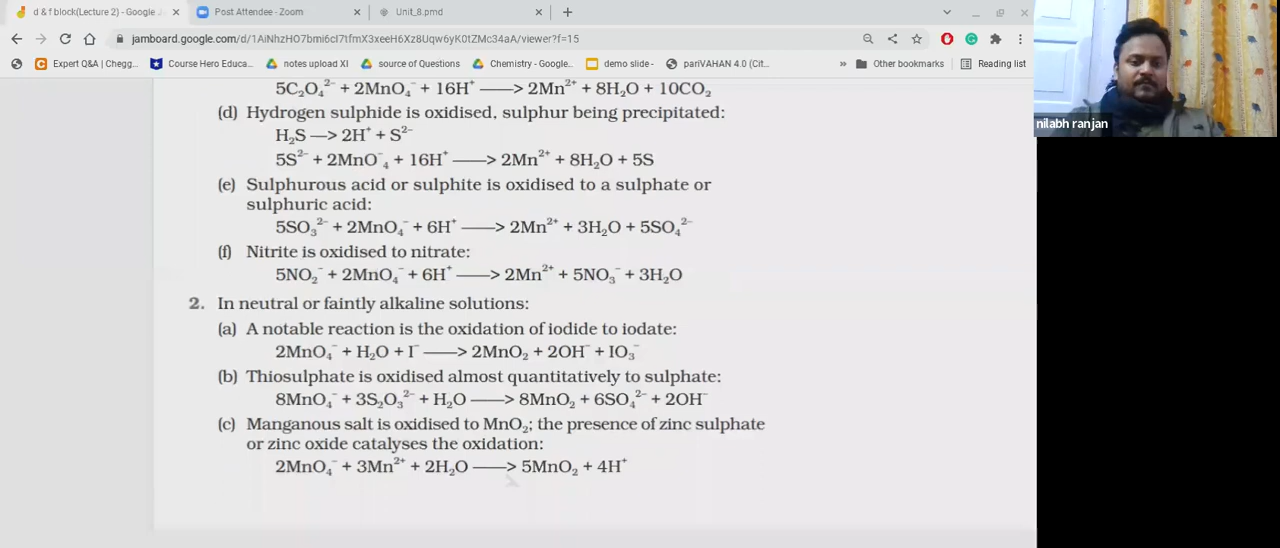 d & f block(Lecture 2) - Google J
Post Attendee - Zoom
Unit_8.pmd
jamboard.google.com/d/1AiNhzHO7bmi6cI7tfmX3xeeH6Xz8Uqw6yK0tZMc34aA/viewer?f=15
Expert Q&A | Chegg...
Course Hero Educa...
notes upload XI
source of Questions
Chemistry - Google...
demo slide -
pariVAHAN 4.0 (Cit...
»
Other bookmarks
Reading list
nilabh ranjan
5C₂O₄²⁻ + 2MnO₄⁻ + 16H⁺ ——> 2Mn²⁺ + 8H₂O + 10CO₂
(d) Hydrogen sulphide is oxidised, sulphur being precipitated:
H₂S —> 2H⁺ + S²⁻
5S²⁻ + 2MnO⁻₄ + 16H⁺ ——> 2Mn²⁺ + 8H₂O + 5S
(e) Sulphurous acid or sulphite is oxidised to a sulphate or
sulphuric acid:
5SO₃²⁻ + 2MnO₄⁻ + 6H⁺ ——> 2Mn²⁺ + 3H₂O + 5SO₄²⁻
(f) Nitrite is oxidised to nitrate:
5NO₂⁻ + 2MnO₄⁻ + 6H⁺ ——> 2Mn²⁺ + 5NO₃⁻ + 3H₂O
2. In neutral or faintly alkaline solutions:
(a) A notable reaction is the oxidation of iodide to iodate:
2MnO₄⁻ + H₂O + I⁻ ——> 2MnO₂ + 2OH⁻ + IO₃⁻
(b) Thiosulphate is oxidised almost quantitatively to sulphate:
8MnO₄⁻ + 3S₂O₃²⁻ + H₂O ——> 8MnO₂ + 6SO₄²⁻ + 2OH⁻
(c) Manganous salt is oxidised to MnO₂; the presence of zinc sulphate
or zinc oxide catalyses the oxidation:
2MnO₄⁻ + 3Mn²⁺ + 2H₂O ——> 5MnO₂ + 4H⁺